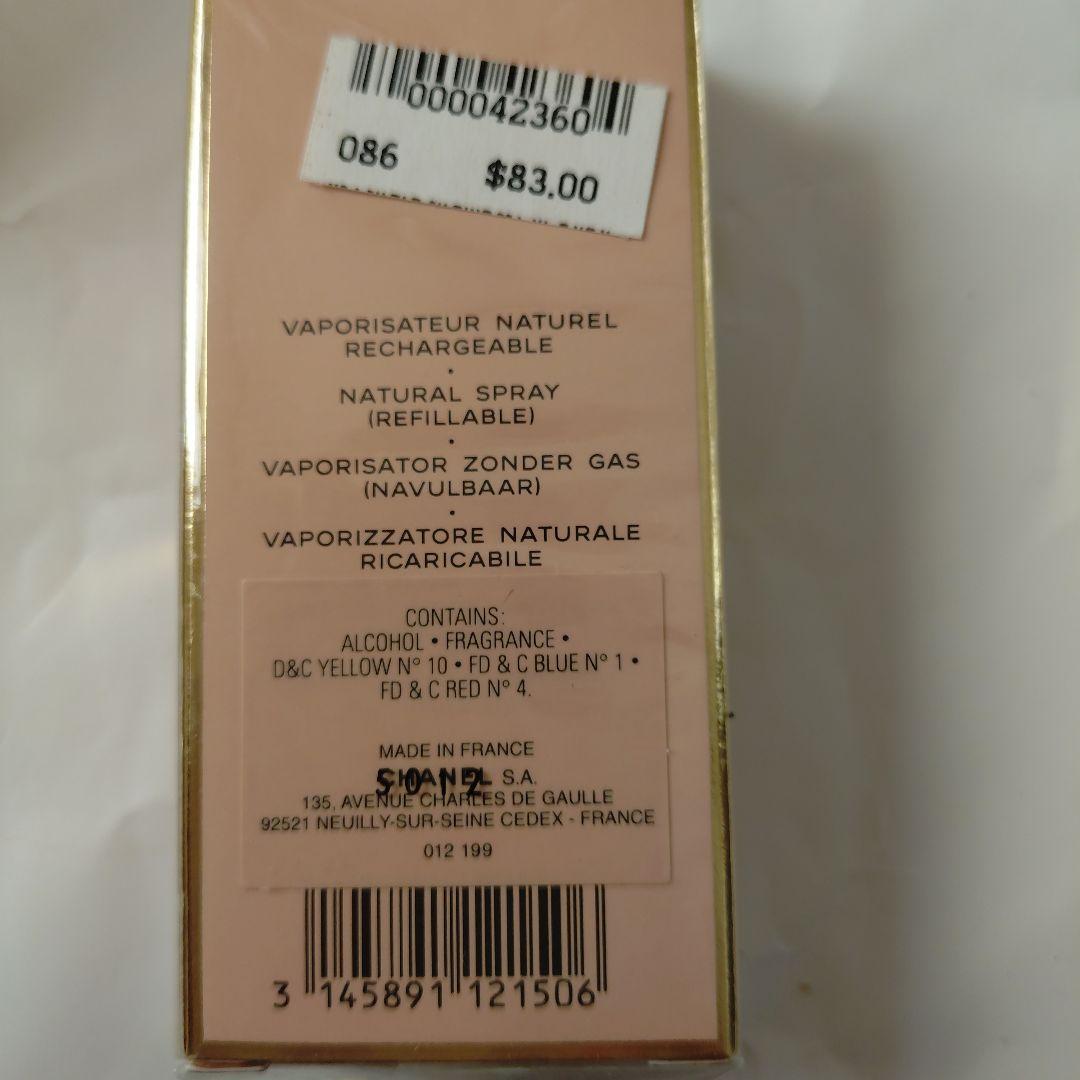 000042360
086 $83.00
VAPORISATEUR NATUREL
RECHARGEABLE
•
NATURAL SPRAY
(REFILLABLE)
•
VAPORISATOR ZONDER GAS
(NAVULBAAR)
•
VAPORIZZATORE NATURALE
RICARICABILE
CONTAINS:
ALCOHOL • FRAGRANCE •
D&C YELLOW N° 10 • FD & C BLUE N° 1 •
FD & C RED N° 4.
MADE IN FRANCE
CHANEL S.A.
5012
135, AVENUE CHARLES DE GAULLE
92521 NEUILLY-SUR-SEINE CEDEX - FRANCE
012 199
3 145891 121506